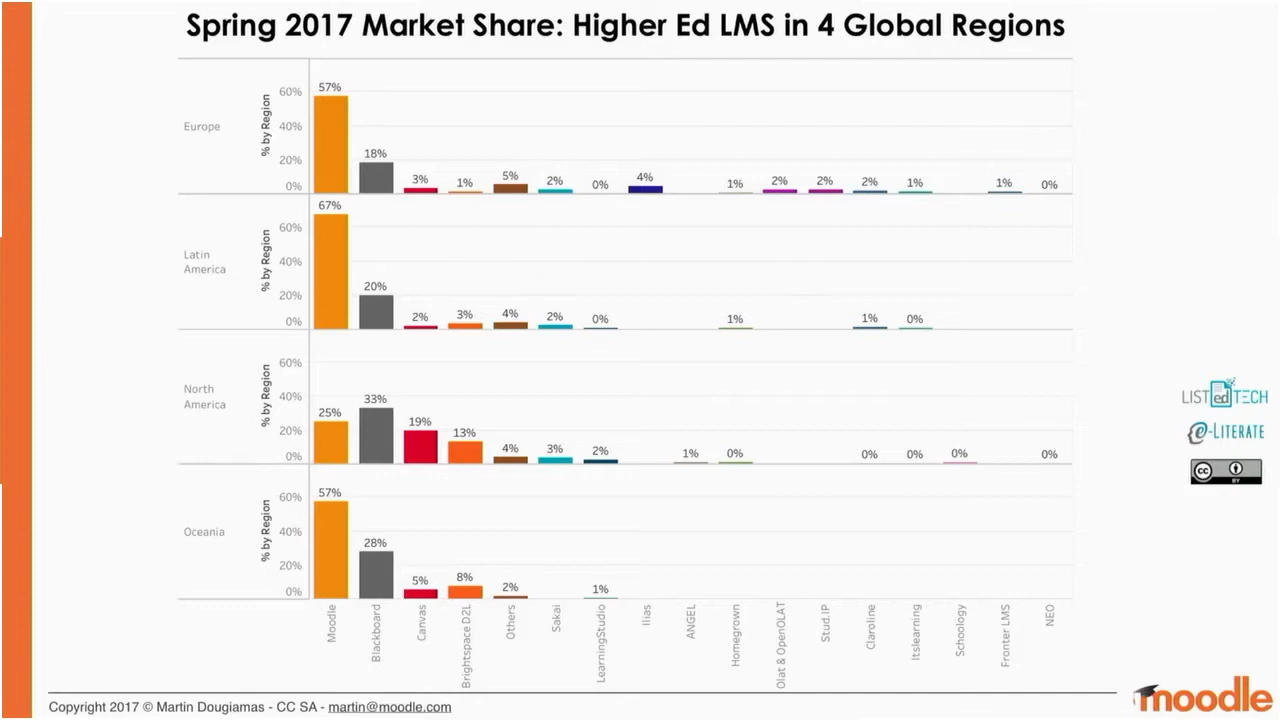 Spring 2017 Market Share: Higher Ed LMS in 4 Global Regions
Europe
% by Region
60%
40%
20%
0%
57%
18%
3%
1%
5%
2%
0%
4%
1%
2%
2%
2%
1%
1%
0%
Latin
America
% by Region
60%
40%
20%
0%
67%
20%
2%
3%
4%
2%
0%
1%
1%
0%
North
America
% by Region
60%
40%
20%
0%
25%
33%
19%
13%
4%
3%
2%
1%
0%
0%
0%
0%
0%
Oceania
% by Region
60%
40%
20%
0%
57%
28%
5%
8%
2%
1%
Moodle
Blackboard
Canvas
Brightspace D2L
Others
Sakai
LearningStudio
Ilias
ANGEL
Homegrown
Olat & OpenOLAT
Stud.IP
Claroline
Itslearning
Schoology
Fronter LMS
NEO
LISTedTECH
e-LITERATE
cc
BY
Copyright 2017 © Martin Dougiamas - CC SA - martin@moodle.com
moodle